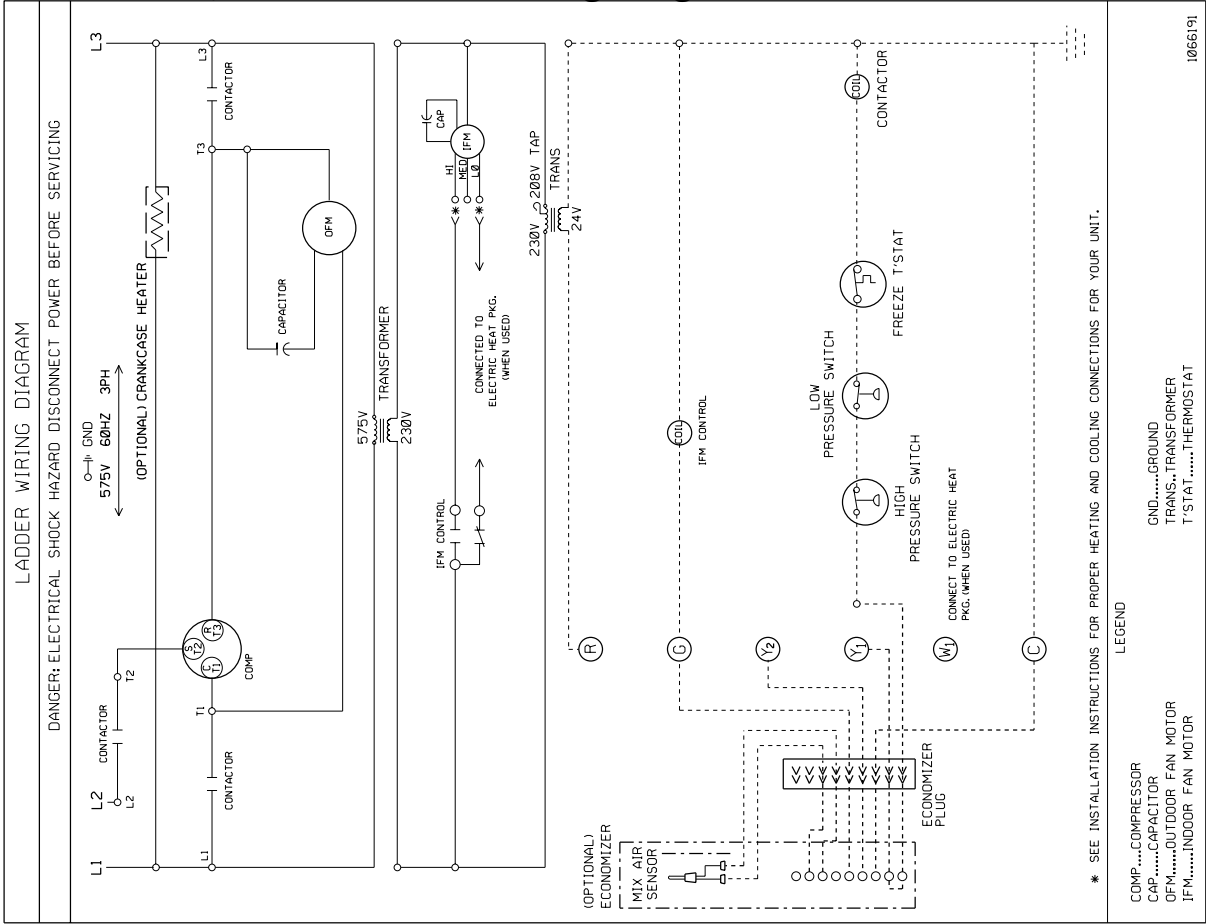 LADDER WIRING DIAGRAM
DANGER: ELECTRICAL SHOCK HAZARD DISCONNECT POWER BEFORE SERVICING
GND
575V 60HZ 3PH
L1
L2
L3
L2
CONTACTOR
T2
(OPTIONAL) CRANKCASE HEATER
L1
CONTACTOR
T1
S
T2
C
T1
R
T3
COMP
T3
CONTACTOR
L3
CAPACITOR
OFM
575V
TRANSFORMER
230V
IFM CONTROL
CONNECTED TO
ELECTRIC HEAT PKG.
(WHEN USED)
*
*
HI
MED
LO
IFM
CAP
230V
208V TAP
TRANS
24V
R
G
COIL
IFM CONTROL
Y2
Y1
HIGH
PRESSURE SWITCH
LOW
PRESSURE SWITCH
FREEZE T'STAT
COIL
CONTACTOR
W1
CONNECT TO ELECTRIC HEAT
PKG. (WHEN USED)
C
(OPTIONAL)
ECONOMIZER
MIX AIR
SENSOR
ECONOMIZER
PLUG
* SEE INSTALLATION INSTRUCTIONS FOR PROPER HEATING AND COOLING CONNECTIONS FOR YOUR UNIT.
LEGEND
COMP.....COMPRESSOR
CAP......CAPACITOR
OFM......OUTDOOR FAN MOTOR
IFM......INDOOR FAN MOTOR
GND......GROUND
TRANS..TRANSFORMER
T'STAT.....THERMOSTAT
1066191